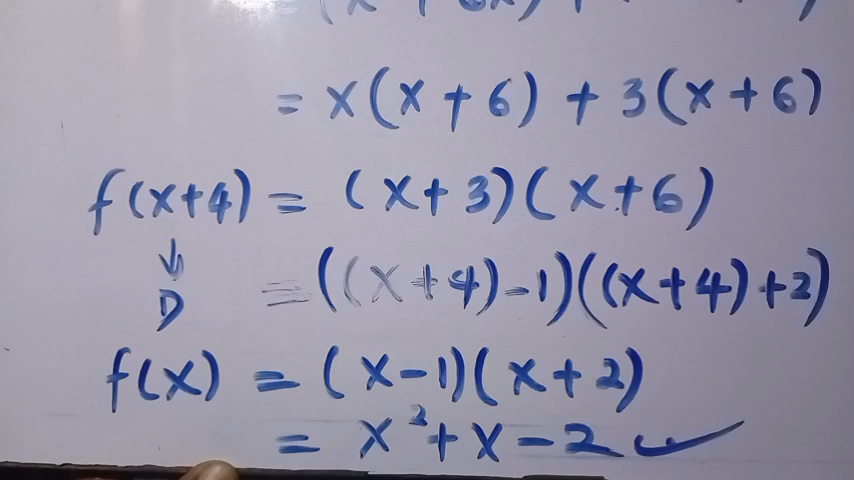 = x(x+6) + 3(x+6)
f(x+4) = (x+3)(x+6)
↓ = ((x+4)-1)((x+4)+2)
D
f(x) = (x-1)(x+2)
= x²+x-2 ✓